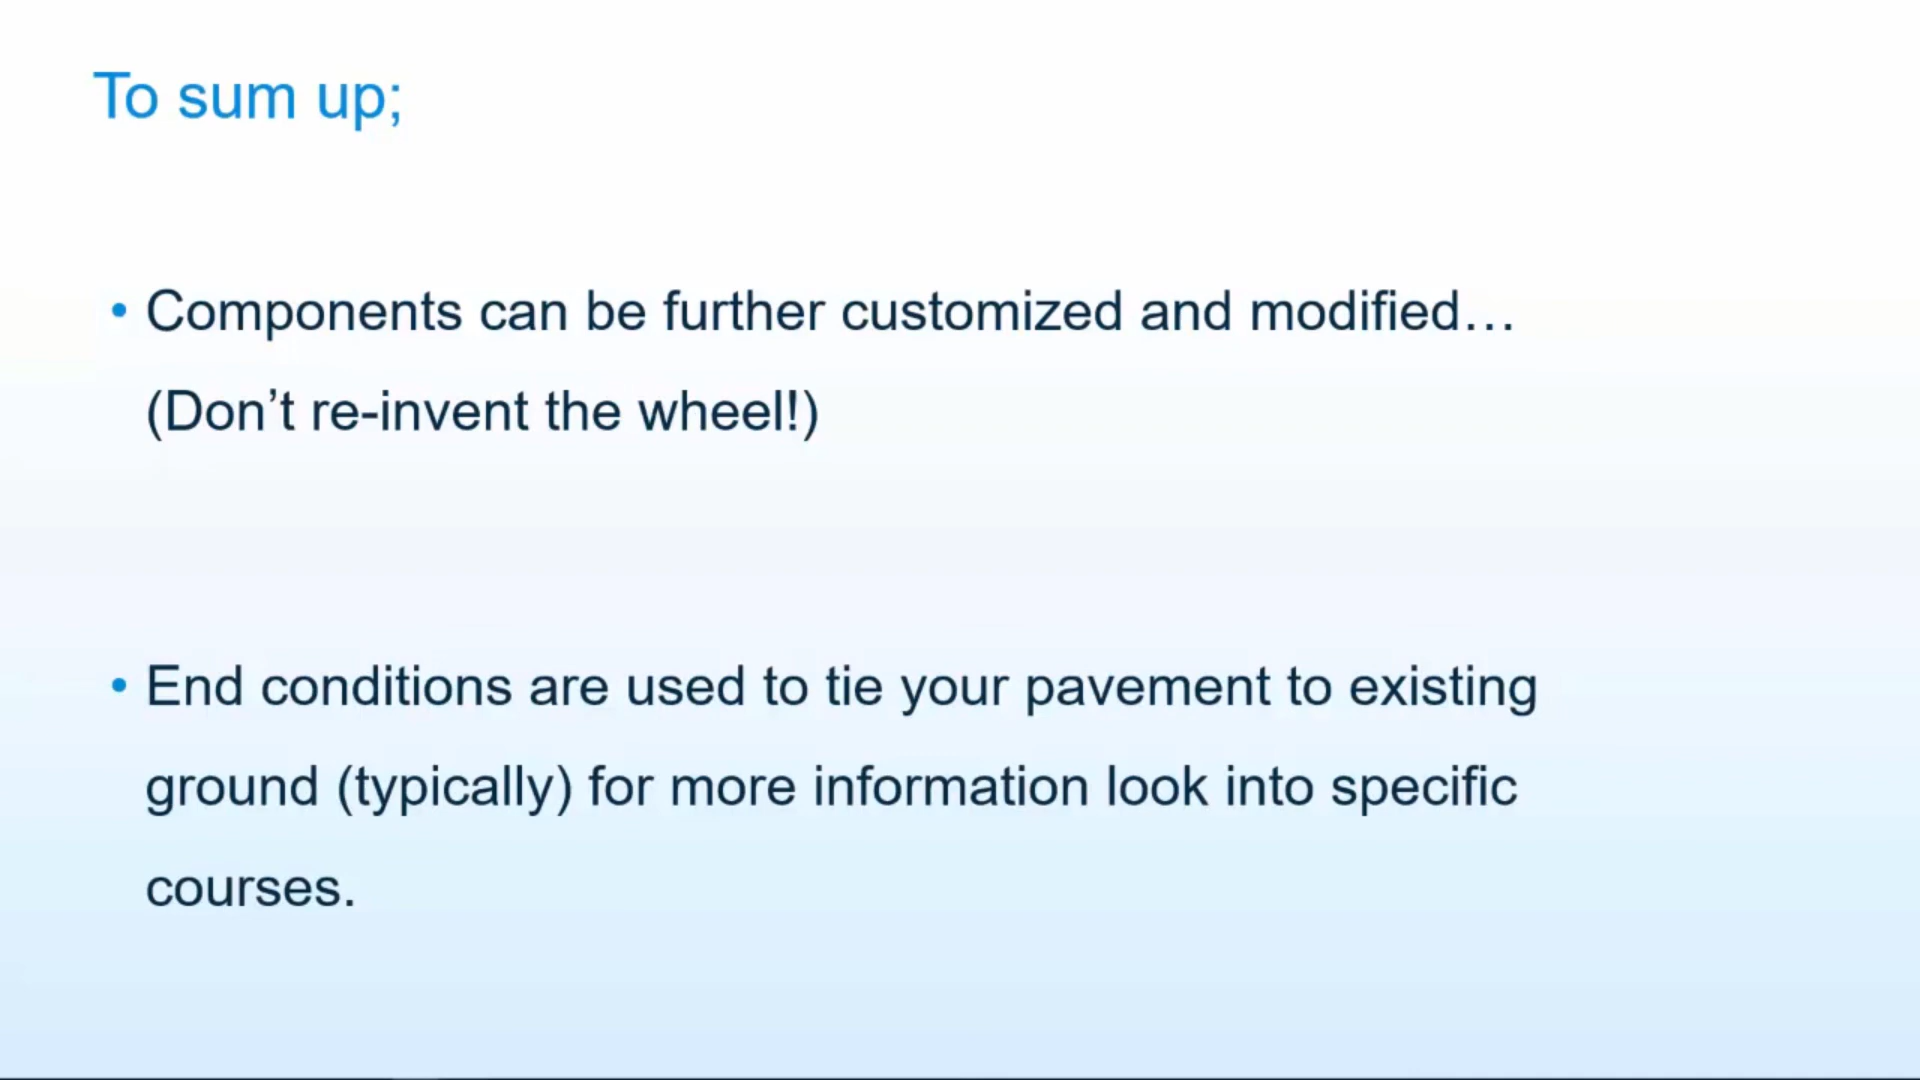 To sum up;
• Components can be further customized and modified…
(Don’t re-invent the wheel!)
• End conditions are used to tie your pavement to existing
ground (typically) for more information look into specific
courses.